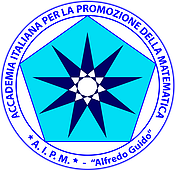 ACCADEMIA ITALIANA PER LA PROMOZIONE DELLA MATEMATICA
* A. I. P. M. * - "Alfredo Guido"